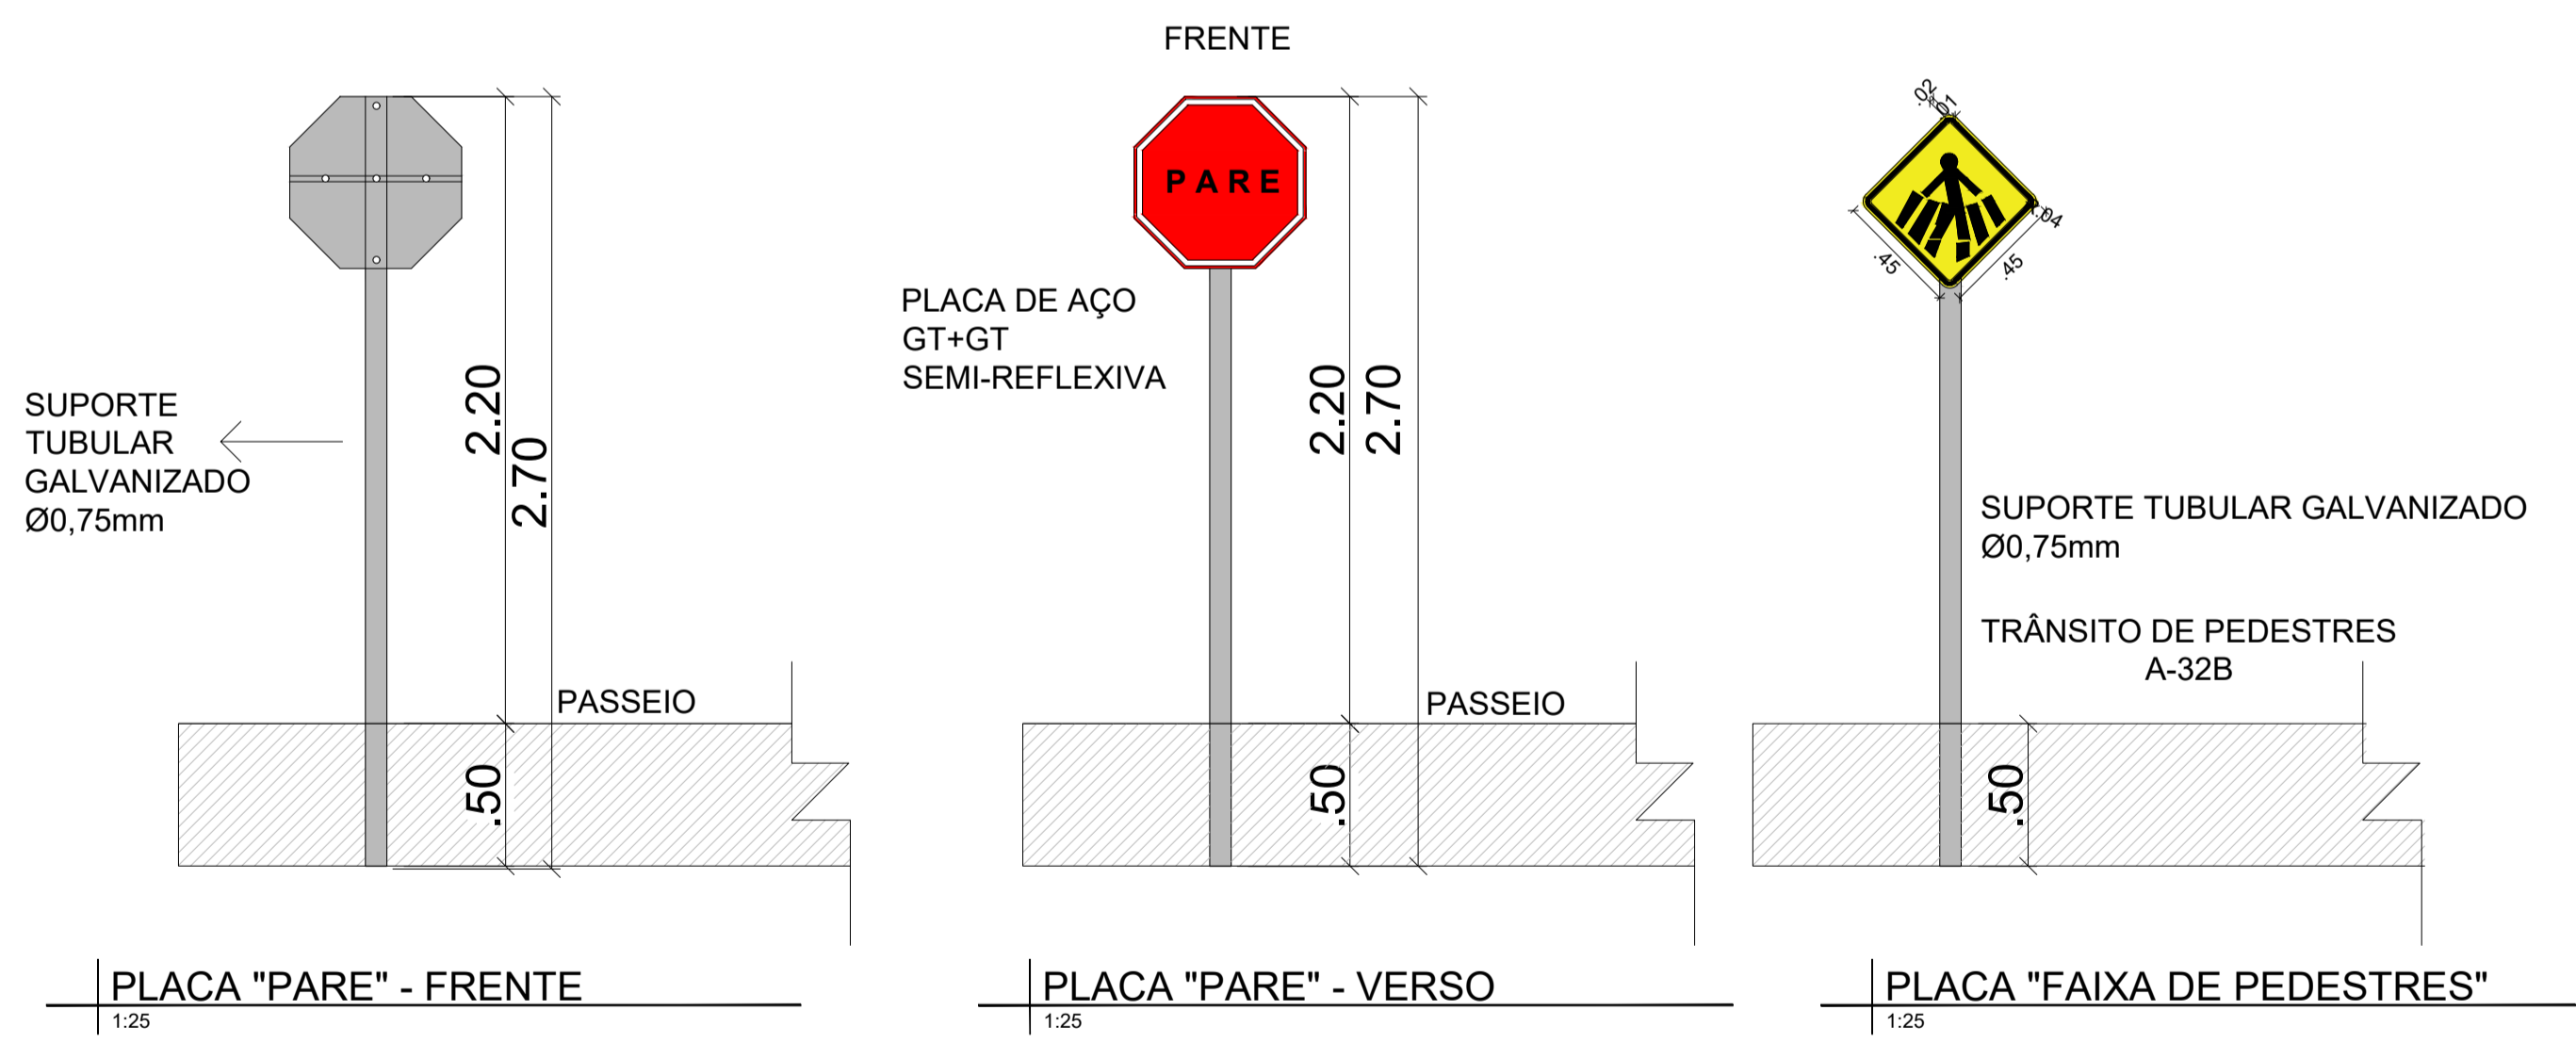 SUPORTE
TUBULAR
GALVANIZADO
Ø0,75mm
2.20
2.70
.50
PASSEIO
PLACA "PARE" - FRENTE
1:25
FRENTE
PARE
PLACA DE AÇO
GT+GT
SEMI-REFLEXIVA
2.20
2.70
.50
PASSEIO
PLACA "PARE" - VERSO
1:25
.02
.01
.04
.45
.45
SUPORTE TUBULAR GALVANIZADO
Ø0,75mm
TRÂNSITO DE PEDESTRES
A-32B
.50
PLACA "FAIXA DE PEDESTRES"
1:25